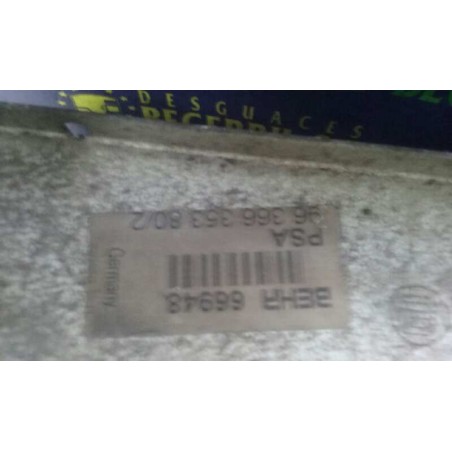 DESGUACES
BEHR 66948
PSA
96 366 353 80/2
Germany